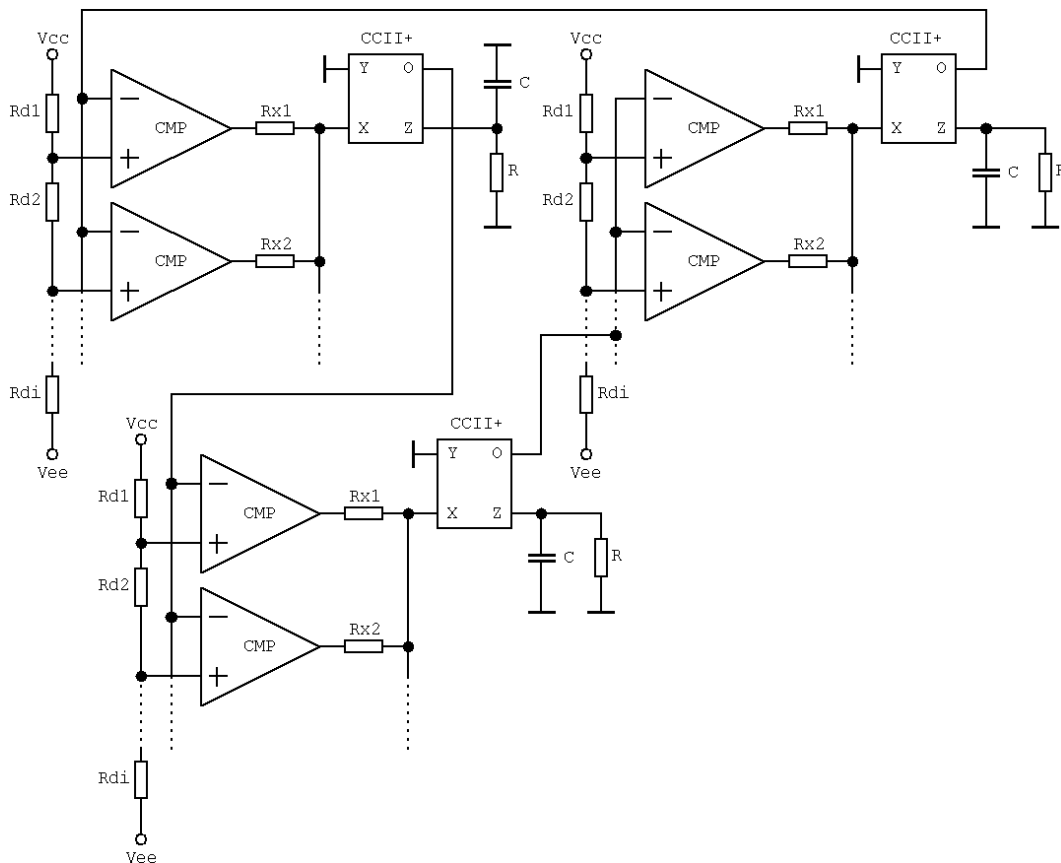 Vcc CCII+ Vcc CCII+
Y O C Y O
Rd1 − CMP Rx1 X Z Rd1 − CMP Rx1 X Z
+ +
Rd2 R Rd2 C R
− CMP Rx2 − CMP Rx2
+ +
Rdi Rdi
Vcc CCII+
Vee Y O Vee
Rd1 − CMP Rx1 X Z
+
Rd2 C R
− CMP Rx2
+
Rdi
Vee